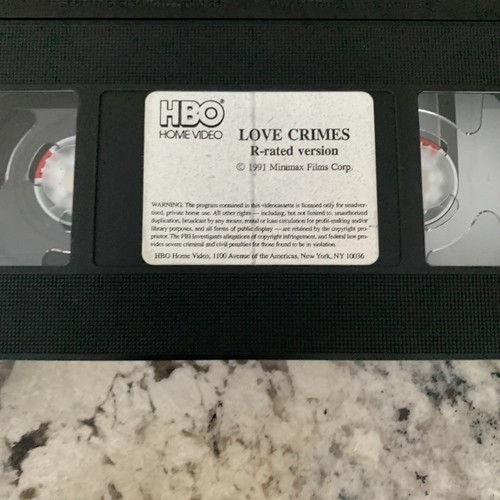 HBO®
HOME VIDEO
LOVE CRIMES
R-rated version
© 1991 Miramax Films Corp.
WARNING: The program contained in this videocassette is licensed only for nonadver-
tised, private home use. All other rights — including, but not limited to, unauthorized
duplication, broadcast by any means, rental or loss calculation for profit-making and/or
library purposes, and all forms of public display — are retained by the copyright pro-
prietor. The FBI investigates allegations of copyright infringement, and federal law pro-
vides severe criminal and civil penalties for those found to be in violation.
HBO Home Video, 1100 Avenue of the Americas, New York, NY 10036